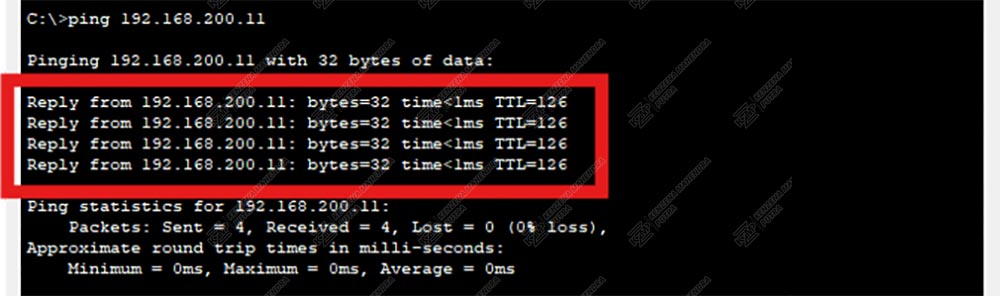 C:\>ping 192.168.200.11
Pinging 192.168.200.11 with 32 bytes of data:
Reply from 192.168.200.11: bytes=32 time<1ms TTL=126
Reply from 192.168.200.11: bytes=32 time<1ms TTL=126
Reply from 192.168.200.11: bytes=32 time<1ms TTL=126
Reply from 192.168.200.11: bytes=32 time<1ms TTL=126
Ping statistics for 192.168.200.11:
Packets: Sent = 4, Received = 4, Lost = 0 (0% loss),
Approximate round trip times in milli-seconds:
Minimum = 0ms, Maximum = 0ms, Average = 0ms